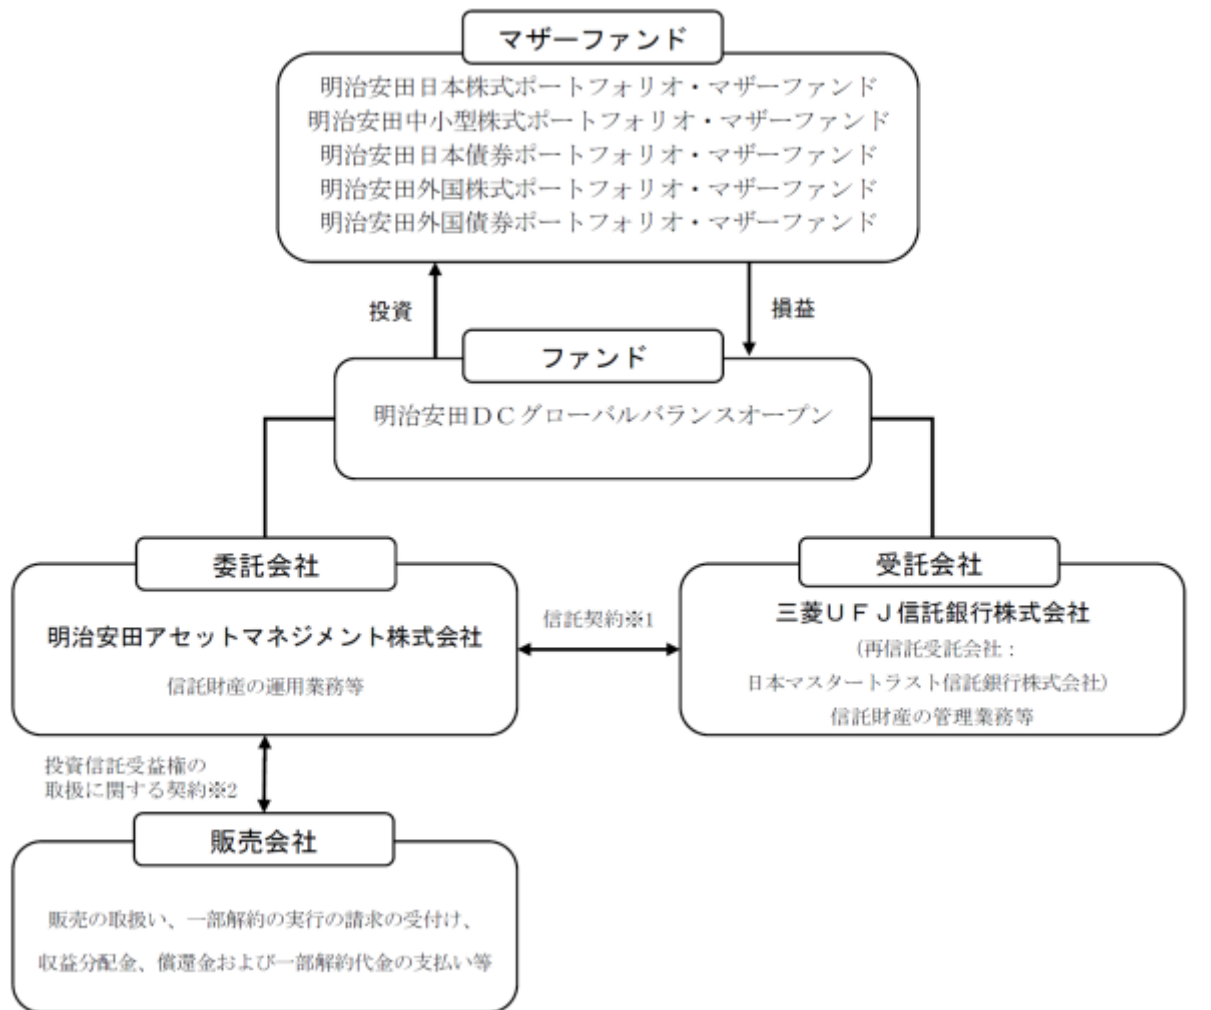 マザーファンド
明治安田日本株式ポートフォリオ・マザーファンド
明治安田中小型株式ポートフォリオ・マザーファンド
明治安田日本債券ポートフォリオ・マザーファンド
明治安田外国株式ポートフォリオ・マザーファンド
明治安田外国債券ポートフォリオ・マザーファンド
投資
損益
ファンド
明治安田ＤＣグローバルバランスオープン
委託会社
明治安田アセットマネジメント株式会社
信託財産の運用業務等
信託契約※1
受託会社
三菱ＵＦＪ信託銀行株式会社
（再信託受託会社：
日本マスタートラスト信託銀行株式会社）
信託財産の管理業務等
投資信託受益権の
取扱に関する契約※2
販売会社
販売の取扱い、一部解約の実行の請求の受付け、
収益分配金、償還金および一部解約代金の支払い等